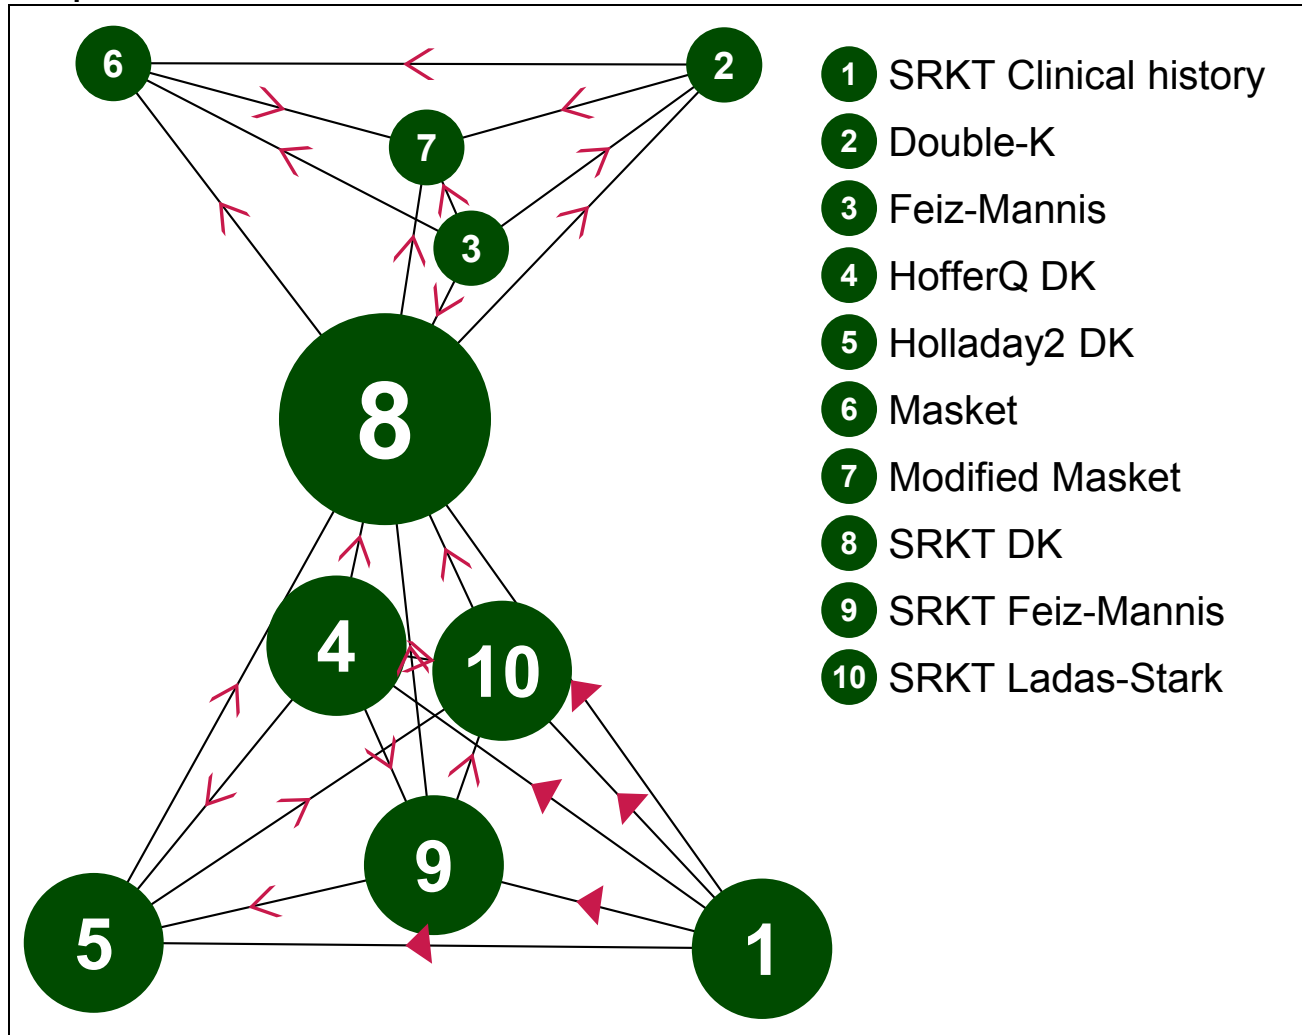 6
2
7
3
8
4
10
9
5
1
1 SRKT Clinical history
2 Double-K
3 Feiz-Mannis
4 HofferQ DK
5 Holladay2 DK
6 Masket
7 Modified Masket
8 SRKT DK
9 SRKT Feiz-Mannis
10 SRKT Ladas-Stark